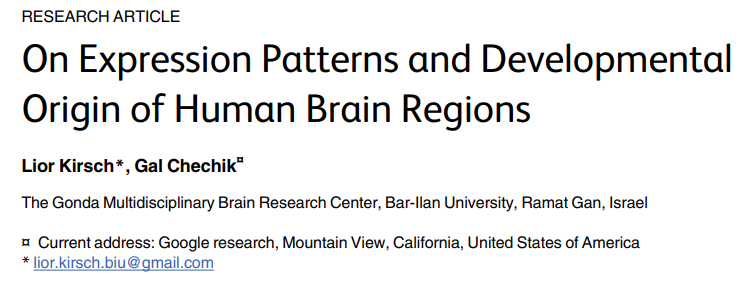 RESEARCH ARTICLE
On Expression Patterns and Developmental
Origin of Human Brain Regions
Lior Kirsch*, Gal Chechik¤
The Gonda Multidisciplinary Brain Research Center, Bar-Ilan University, Ramat Gan, Israel
¤ Current address: Google research, Mountain View, California, United States of America
* lior.kirsch.biu@gmail.com